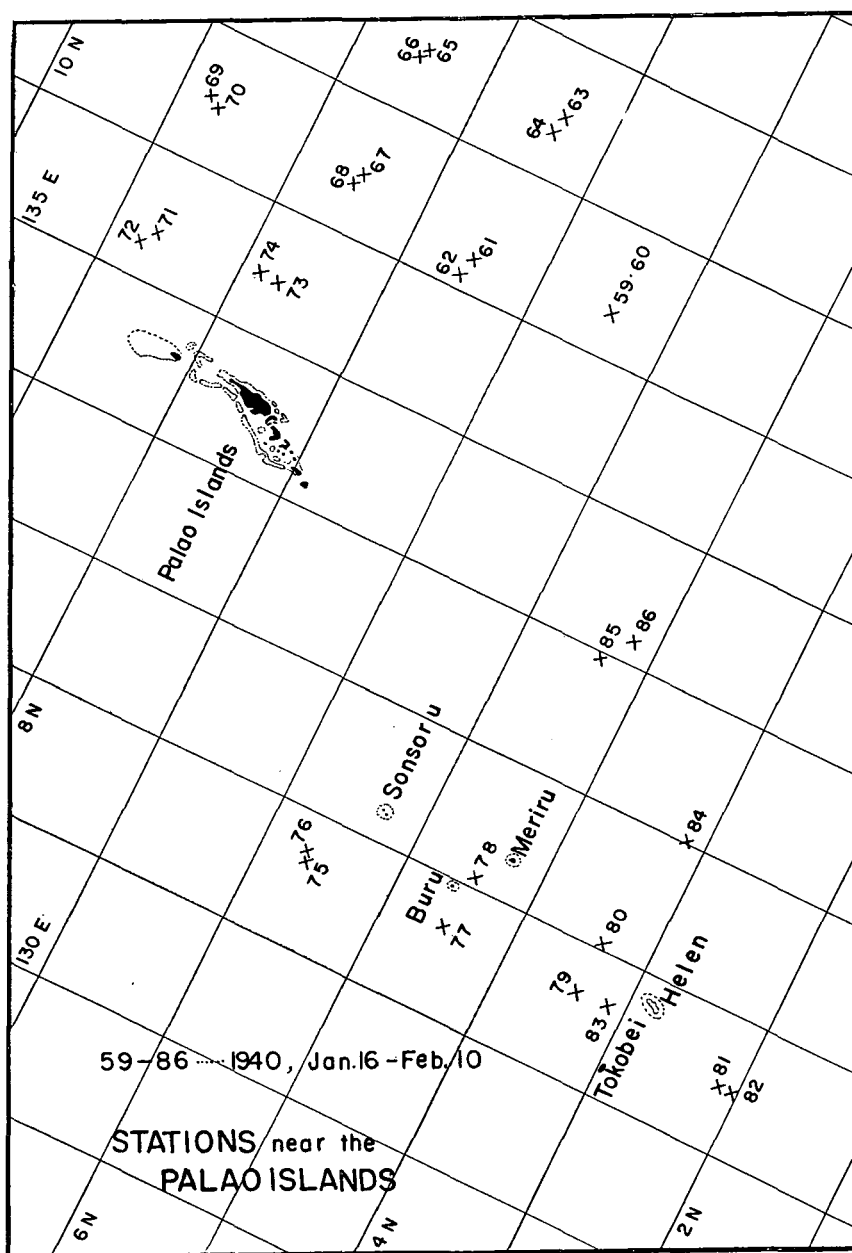 10 N
66
65
69
70
64
63
135 E
68
67
72
71
74
73
62
61
59·60
Palao Islands
85
86
8 N
Sonsoru
84
76
75
Meriru
78
Buru
77
130 E
80
79
83
Helen
Tokobei
81
82
59-86 ······ 1940, Jan.16-Feb.10
STATIONS near the
PALAO ISLANDS
6 N
4 N
2 N